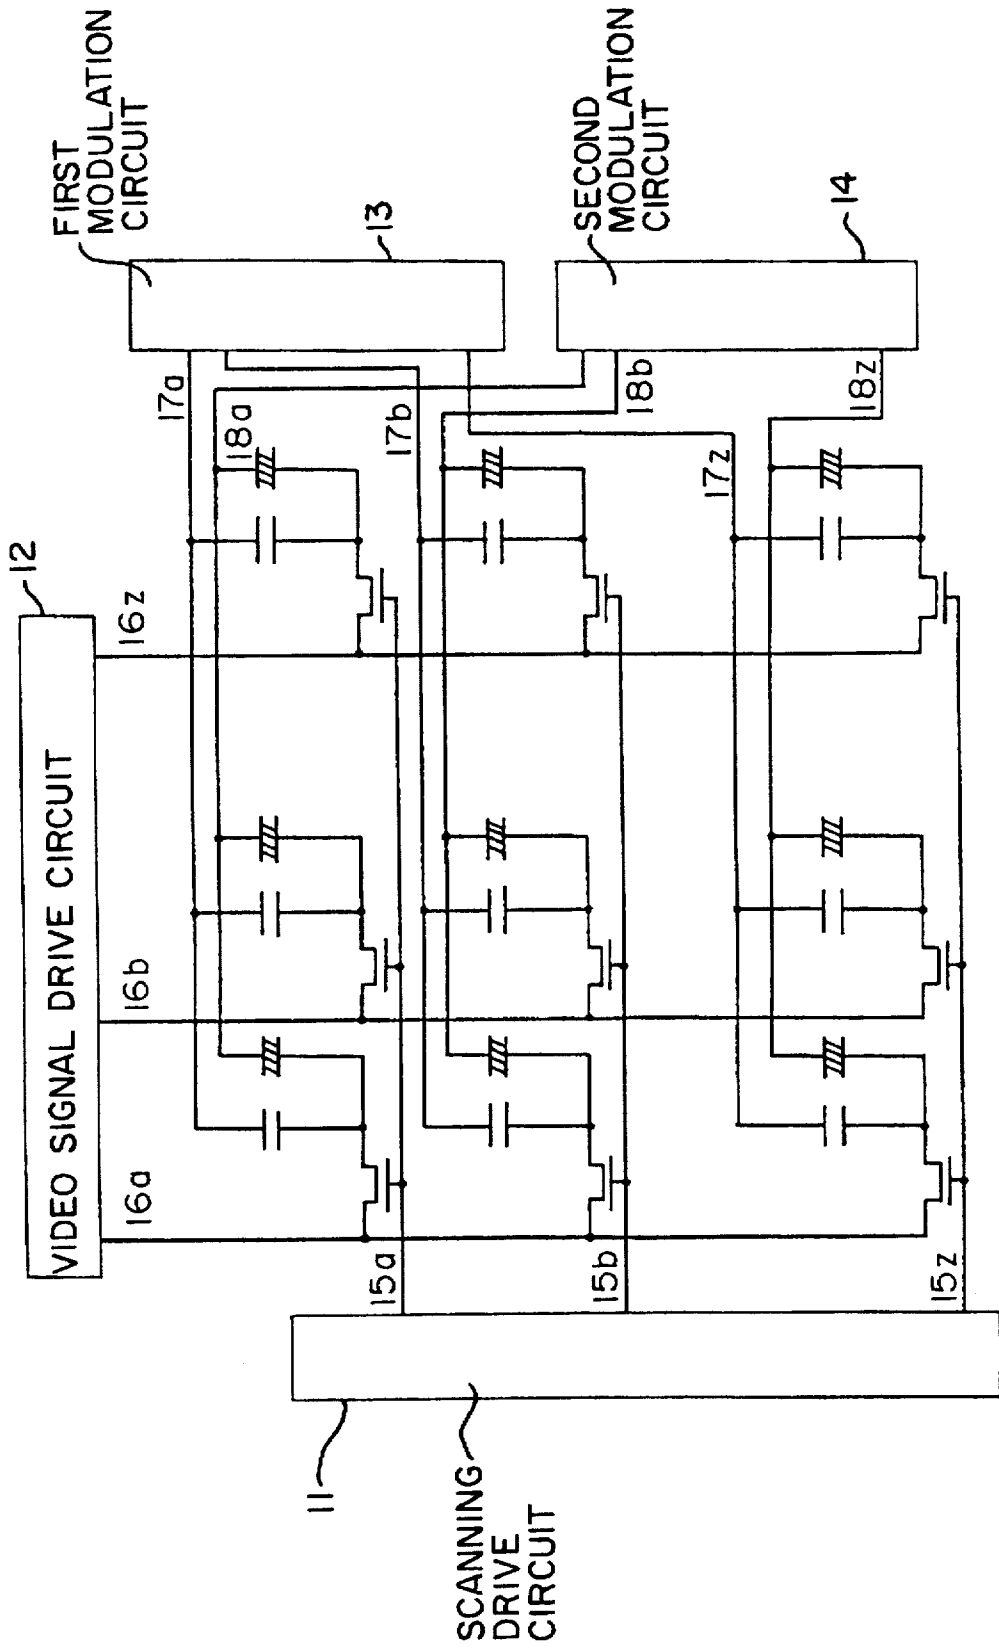 FIRST
MODULATION
CIRCUIT
13
SECOND
MODULATION
CIRCUIT
14
12
VIDEO SIGNAL DRIVE CIRCUIT
16a
16b
16z
17a
18a
17b
18b
17z
18z
15a
15b
15z
11
SCANNING
DRIVE
CIRCUIT